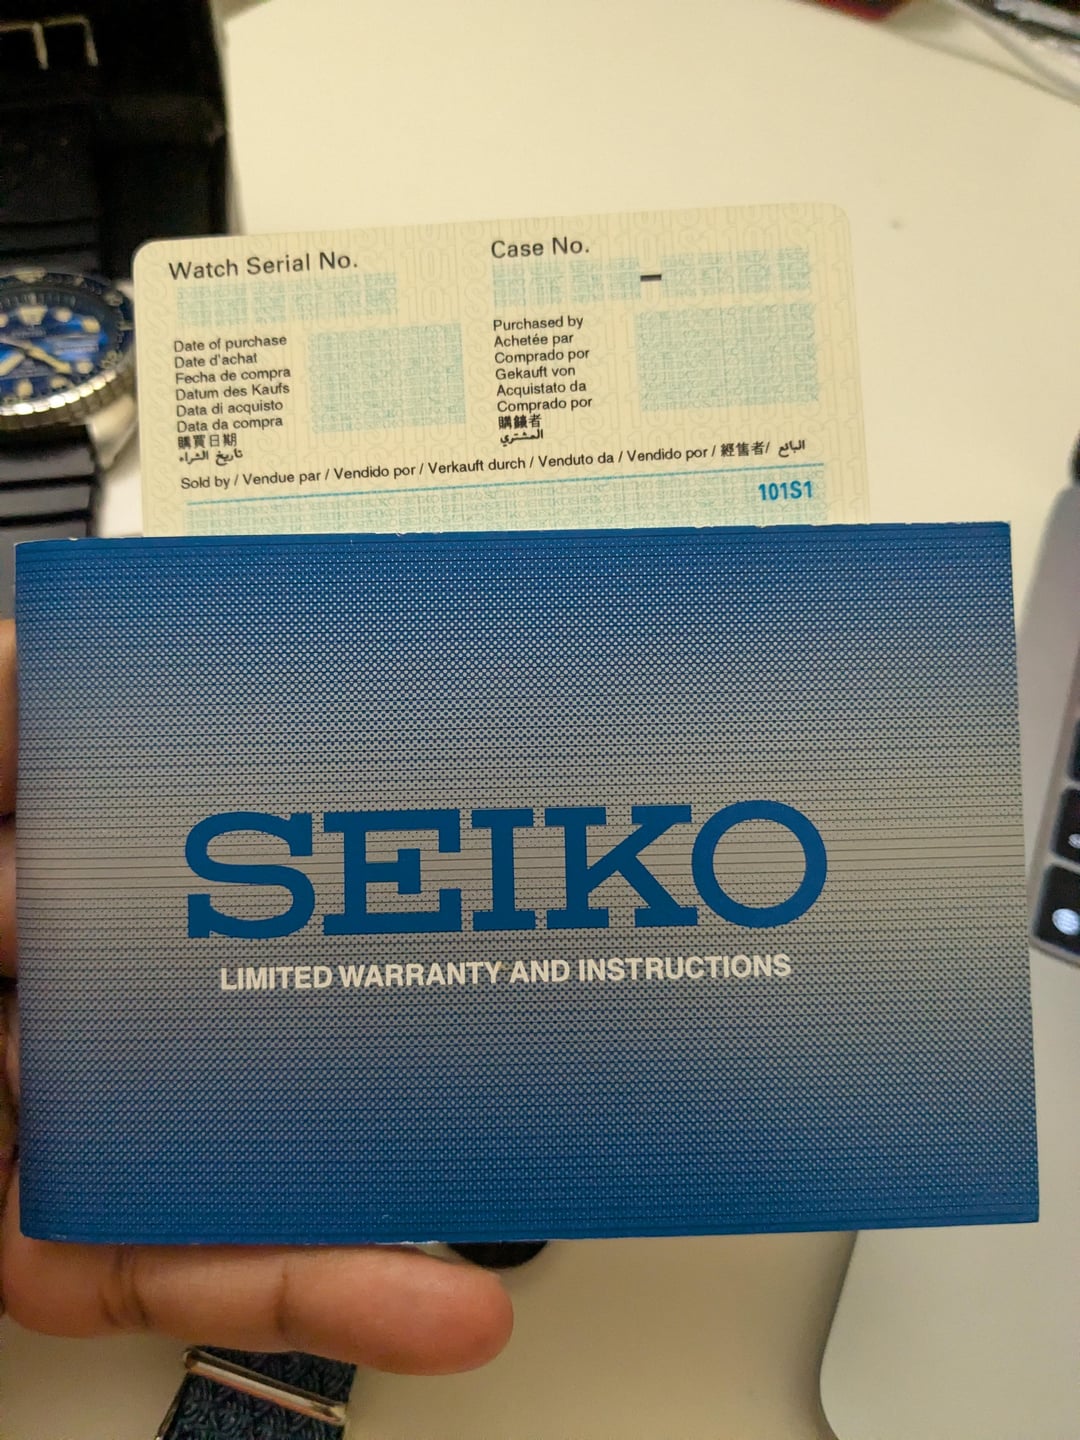 Watch Serial No.
Case No.
Date of purchase
Date d'achat
Fecha de compra
Datum des Kaufs
Data di acquisto
Data da compra
購買日期
تاريخ الشراء
Purchased by
Achetée par
Comprado por
Gekauft von
Acquistato da
Comprado por
購錶者
المشتري
Sold by / Vendue par / Vendido por / Verkauft durch / Venduto da / Vendido por / 經售者/ البائع
101S1
SEIKO
LIMITED WARRANTY AND INSTRUCTIONS